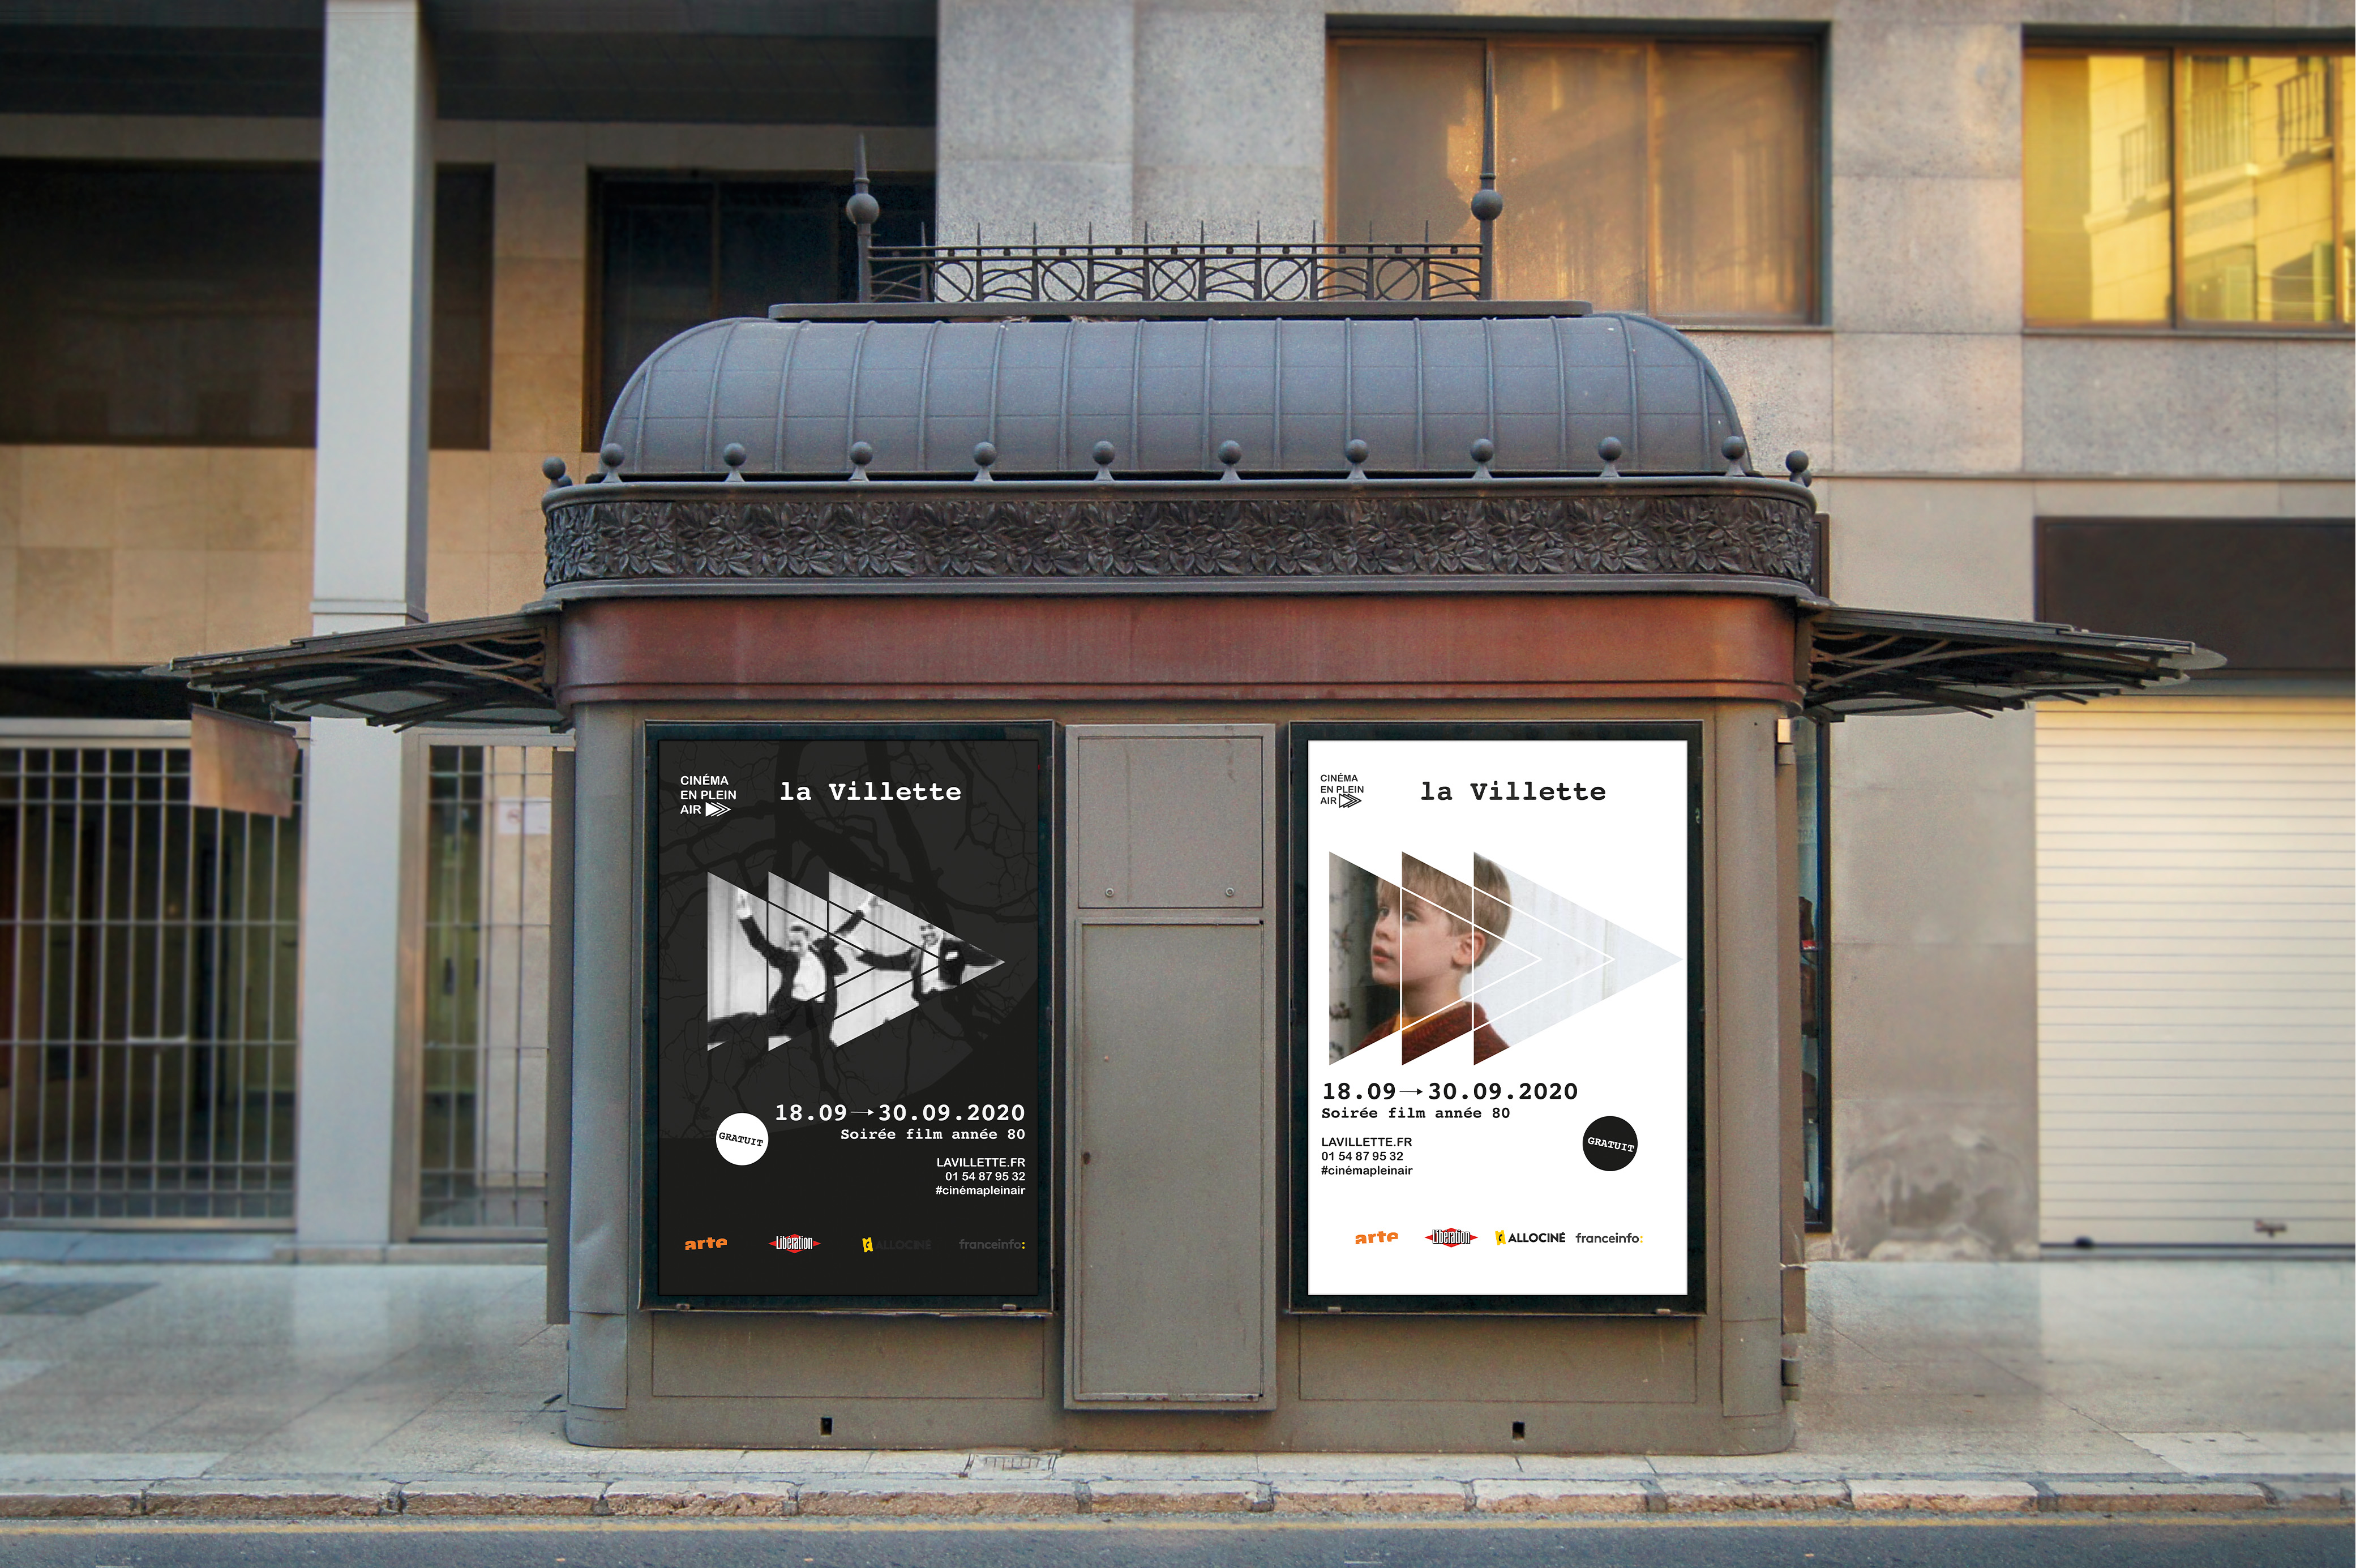 CINÉMA
EN PLEIN
AIR
la Villette
18.09→30.09.2020
Soirée film année 80
GRATUIT
LAVILLETTE.FR
01 54 87 95 32
#cinémapleinair
arte
Libération
ALLOCINÉ
franceinfo:
CINÉMA
EN PLEIN
AIR
la Villette
18.09→30.09.2020
Soirée film année 80
LAVILLETTE.FR
01 54 87 95 32
#cinémapleinair
GRATUIT
arte
Libération
ALLOCINÉ
franceinfo: